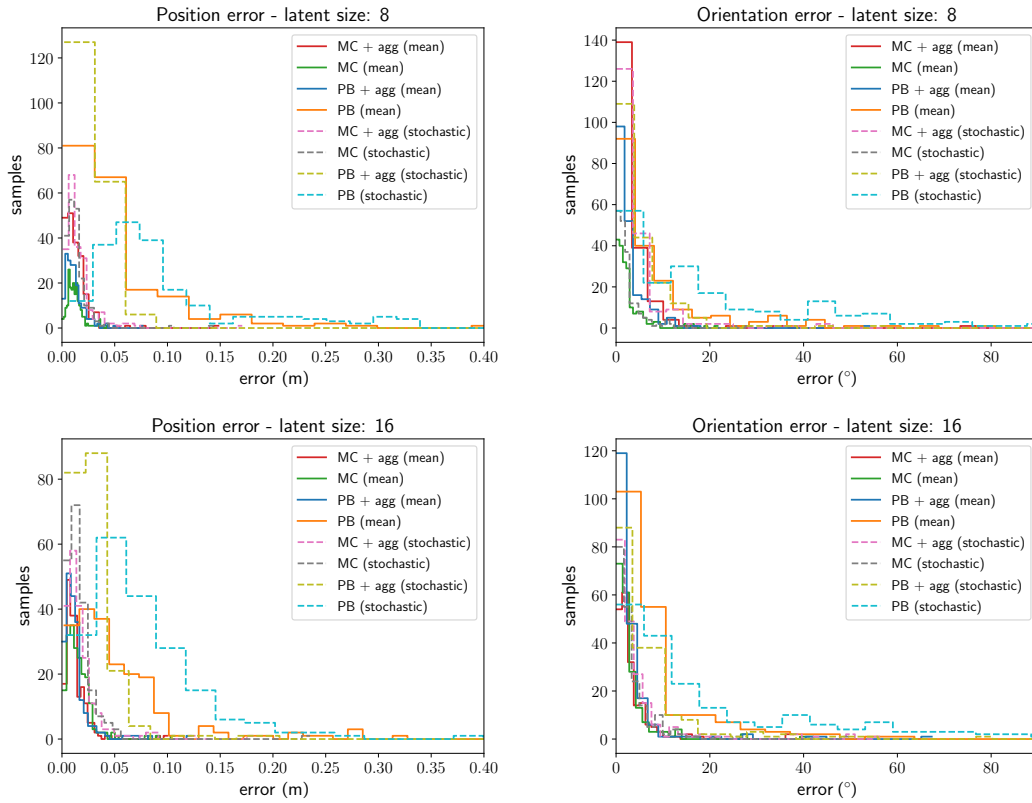 Position error - latent size: 8
samples
0
20
40
60
80
100
120
0.00
0.05
0.10
0.15
0.20
0.25
0.30
0.35
0.40
error (m)
MC + agg (mean)
MC (mean)
PB + agg (mean)
PB (mean)
MC + agg (stochastic)
MC (stochastic)
PB + agg (stochastic)
PB (stochastic)
Orientation error - latent size: 8
samples
0
20
40
60
80
100
120
140
0
20
40
60
80
error (°)
MC + agg (mean)
MC (mean)
PB + agg (mean)
PB (mean)
MC + agg (stochastic)
MC (stochastic)
PB + agg (stochastic)
PB (stochastic)
Position error - latent size: 16
samples
0
20
40
60
80
0.00
0.05
0.10
0.15
0.20
0.25
0.30
0.35
0.40
error (m)
MC + agg (mean)
MC (mean)
PB + agg (mean)
PB (mean)
MC + agg (stochastic)
MC (stochastic)
PB + agg (stochastic)
PB (stochastic)
Orientation error - latent size: 16
samples
0
20
40
60
80
100
120
0
20
40
60
80
error (°)
MC + agg (mean)
MC (mean)
PB + agg (mean)
PB (mean)
MC + agg (stochastic)
MC (stochastic)
PB + agg (stochastic)
PB (stochastic)